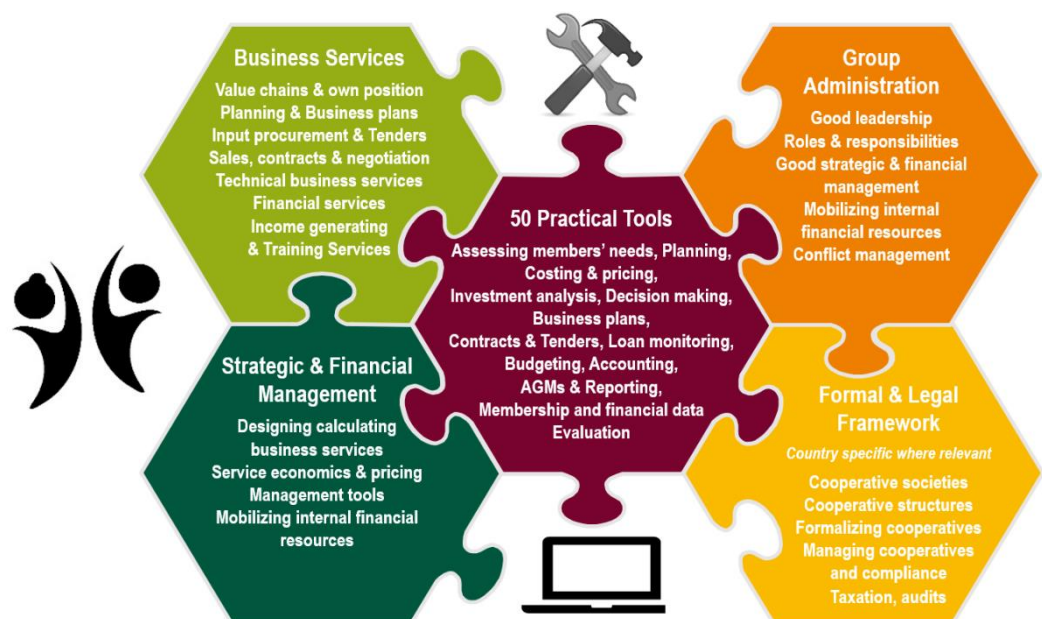 Business Services
Value chains & own position
Planning & Business plans
Input procurement & Tenders
Sales, contracts & negotiation
Technical business services
Financial services
Income generating
& Training Services
Group
Administration
Good leadership
Roles & responsibilities
Good strategic & financial
management
Mobilizing internal
financial resources
Conflict management
50 Practical Tools
Assessing members' needs, Planning,
Costing & pricing,
Investment analysis, Decision making,
Business plans,
Contracts & Tenders, Loan monitoring,
Budgeting, Accounting,
AGMs & Reporting,
Membership and financial data
Evaluation
Strategic & Financial
Management
Designing calculating
business services
Service economics & pricing
Management tools
Mobilizing internal financial
resources
Formal & Legal
Framework
Country specific where relevant
Cooperative societies
Cooperative structures
Formalizing cooperatives
Managing cooperatives
and compliance
Taxation, audits